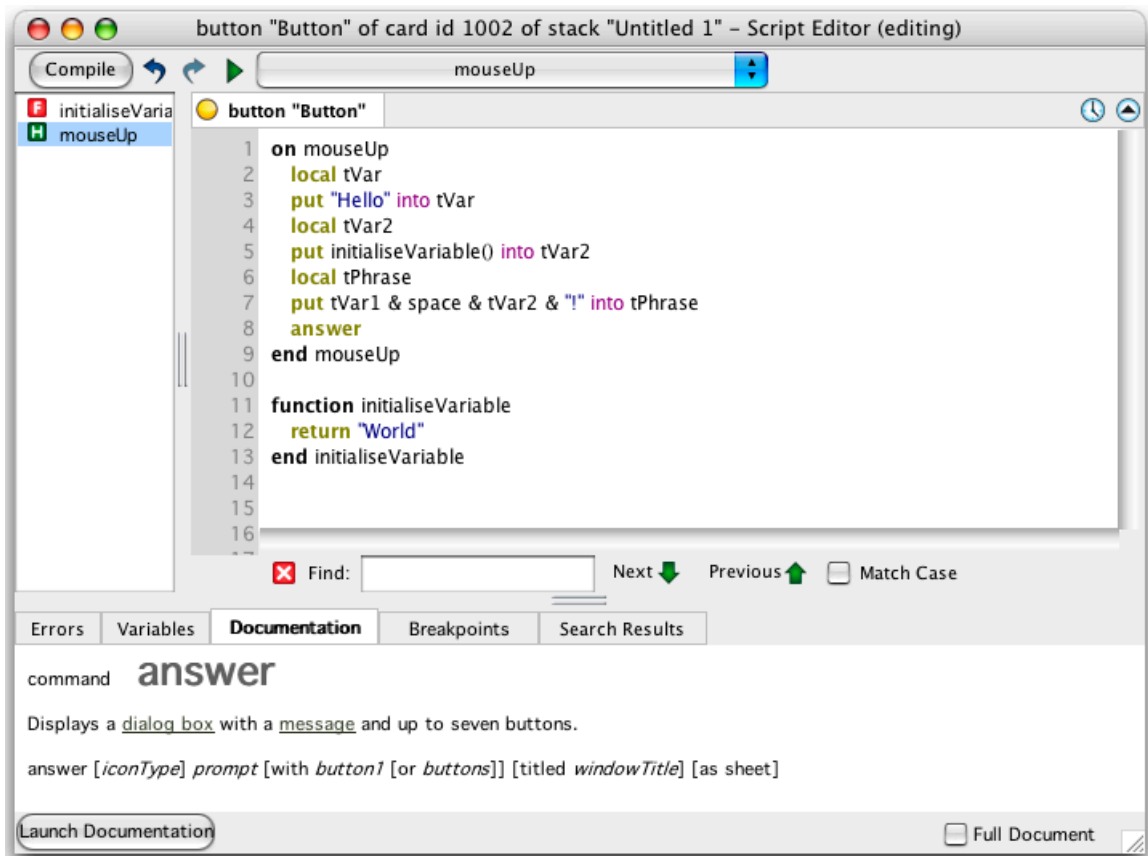 button "Button" of card id 1002 of stack "Untitled 1" – Script Editor (editing)
Compile mouseUp
F initialiseVaria
H mouseUp
button "Button"
1 on mouseUp
2 local tVar
3 put "Hello" into tVar
4 local tVar2
5 put initialiseVariable() into tVar2
6 local tPhrase
7 put tVar1 & space & tVar2 & "!" into tPhrase
8 answer
9 end mouseUp
10
11 function initialiseVariable
12 return "World"
13 end initialiseVariable
14
15
16
Find: Next Previous Match Case
Errors Variables Documentation Breakpoints Search Results
command answer
Displays a dialog box with a message and up to seven buttons.
answer [iconType] prompt [with button1 [or buttons]] [titled windowTitle] [as sheet]
Launch Documentation Full Document